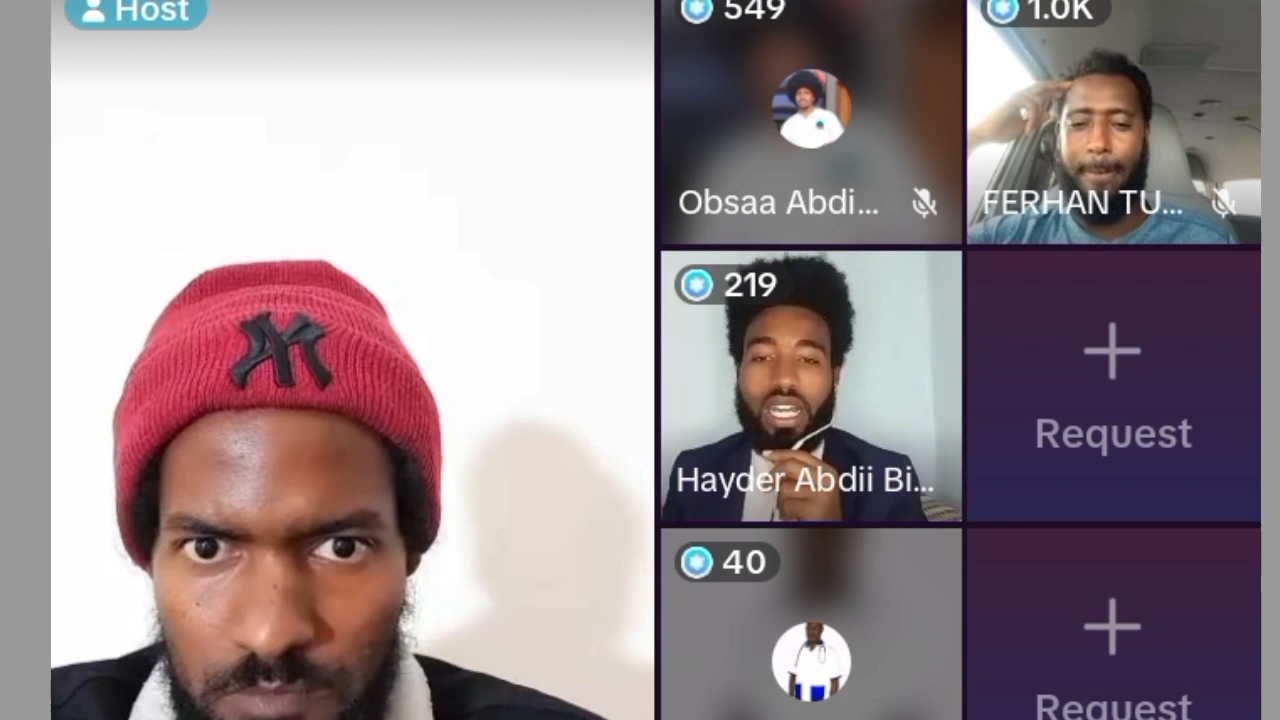 Host
549
1.0K
Obsaa Abdi...
FERHAN TU...
219
Hayder Abdii Bi...
Request
40
Request